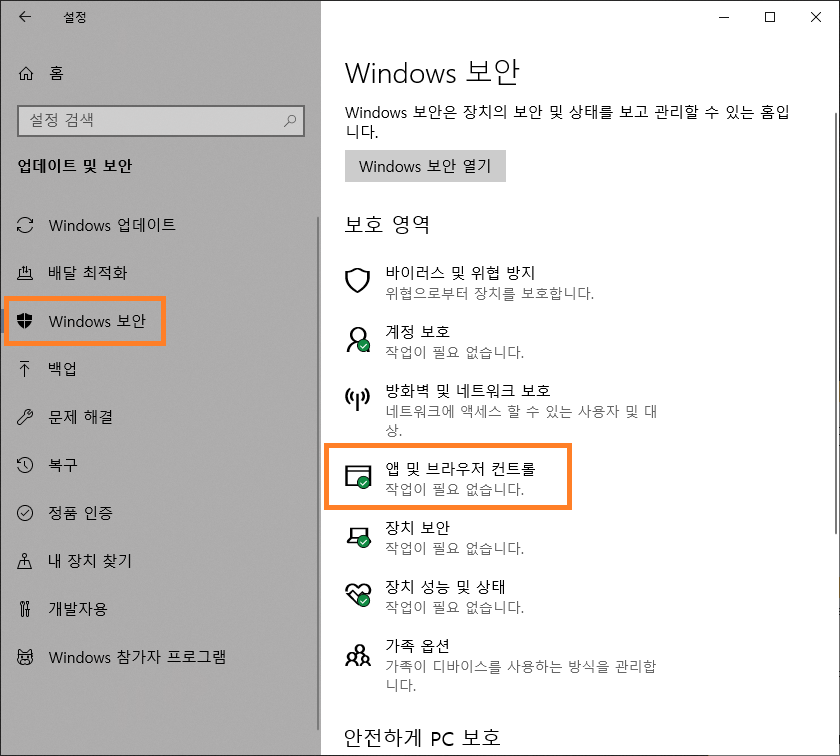 설정
홈
설정 검색
업데이트 및 보안
Windows 업데이트
배달 최적화
Windows 보안
백업
문제 해결
복구
정품 인증
내 장치 찾기
개발자용
Windows 참가자 프로그램
Windows 보안
Windows 보안은 장치의 보안 및 상태를 보고 관리할 수 있는 홈입
니다.
Windows 보안 열기
보호 영역
바이러스 및 위협 방지
위협으로부터 장치를 보호합니다.
계정 보호
작업이 필요 없습니다.
방화벽 및 네트워크 보호
네트워크에 액세스 할 수 있는 사용자 및 대
상.
앱 및 브라우저 컨트롤
작업이 필요 없습니다.
장치 보안
작업이 필요 없습니다.
장치 성능 및 상태
작업이 필요 없습니다.
가족 옵션
가족이 디바이스를 사용하는 방식을 관리합
니다.
안전하게 PC 보호